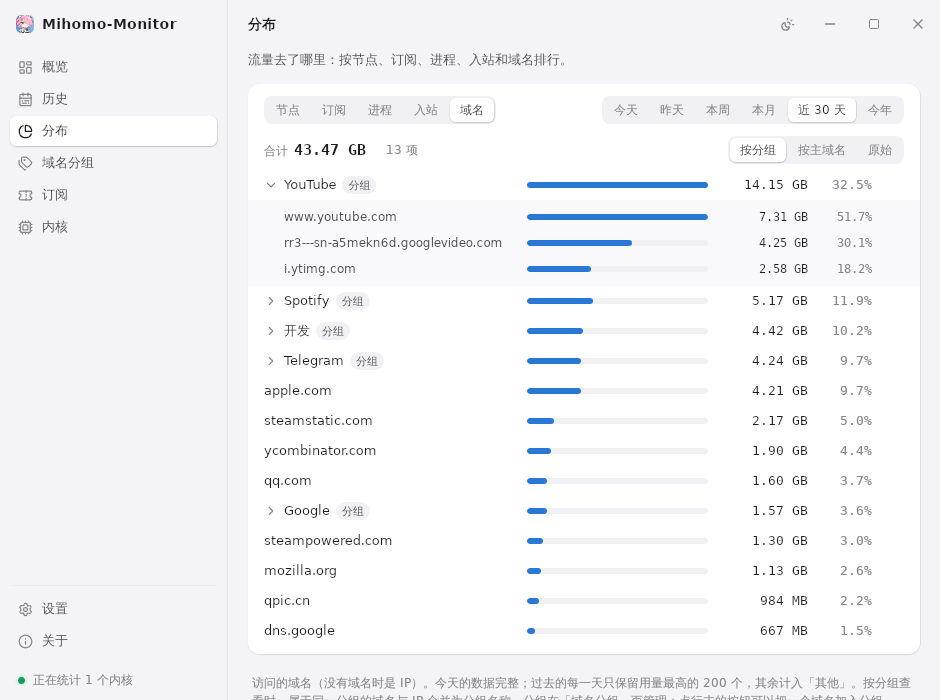 Mihomo-Monitor
概览
历史
分布
域名分组
订阅
内核
设置
关于
正在统计 1 个内核
分布
流量去了哪里：按节点、订阅、进程、入站和域名排行。
节点 订阅 进程 入站 域名
今天 昨天 本周 本月 近 30 天 今年
合计 43.47 GB 13 项
按分组 按主域名 原始
YouTube 分组 14.15 GB 32.5%
www.youtube.com 7.31 GB 51.7%
rr3---sn-a5mekn6d.googlevideo.com 4.25 GB 30.1%
i.ytimg.com 2.58 GB 18.2%
Spotify 分组 5.17 GB 11.9%
开发 分组 4.42 GB 10.2%
Telegram 分组 4.24 GB 9.7%
apple.com 4.21 GB 9.7%
steamstatic.com 2.17 GB 5.0%
ycombinator.com 1.90 GB 4.4%
qq.com 1.60 GB 3.7%
Google 分组 1.57 GB 3.6%
steampowered.com 1.30 GB 3.0%
mozilla.org 1.13 GB 2.6%
qpic.cn 984 MB 2.2%
dns.google 667 MB 1.5%
访问的域名（没有域名时是 IP）。今天的数据完整；过去的每一天只保留用量最高的 200 个，其余计入「其他」。按分组查